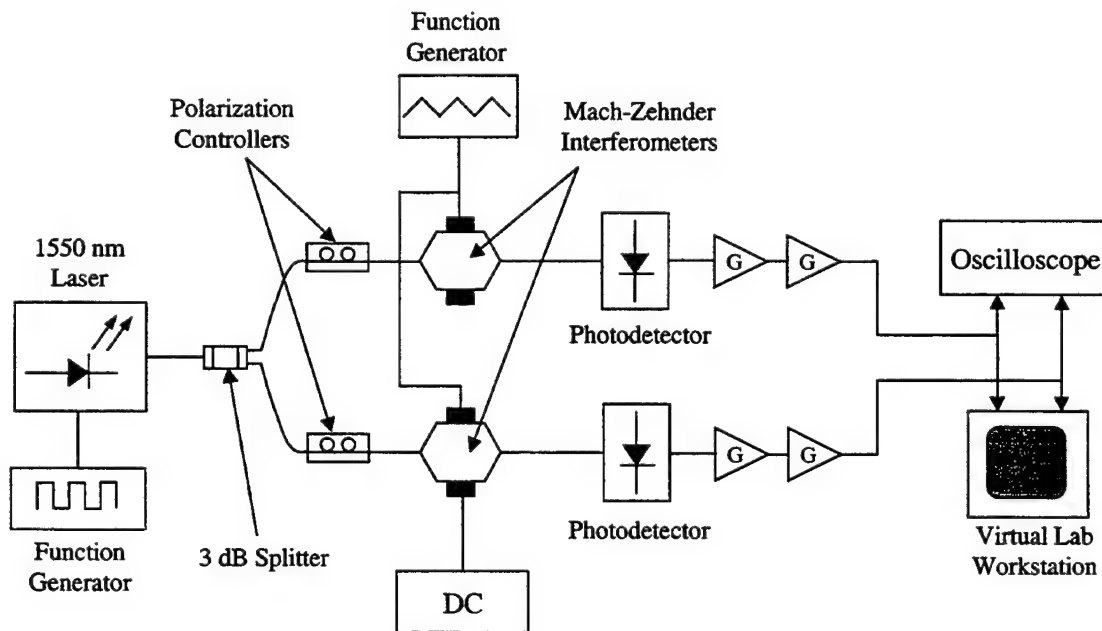 Function
Generator
Polarization
Controllers
Mach-Zehnder
Interferometers
1550 nm
Laser
Oscilloscope
G
G
Photodetector
G
G
Photodetector
Function
Generator
3 dB Splitter
Virtual Lab
Workstation
DC